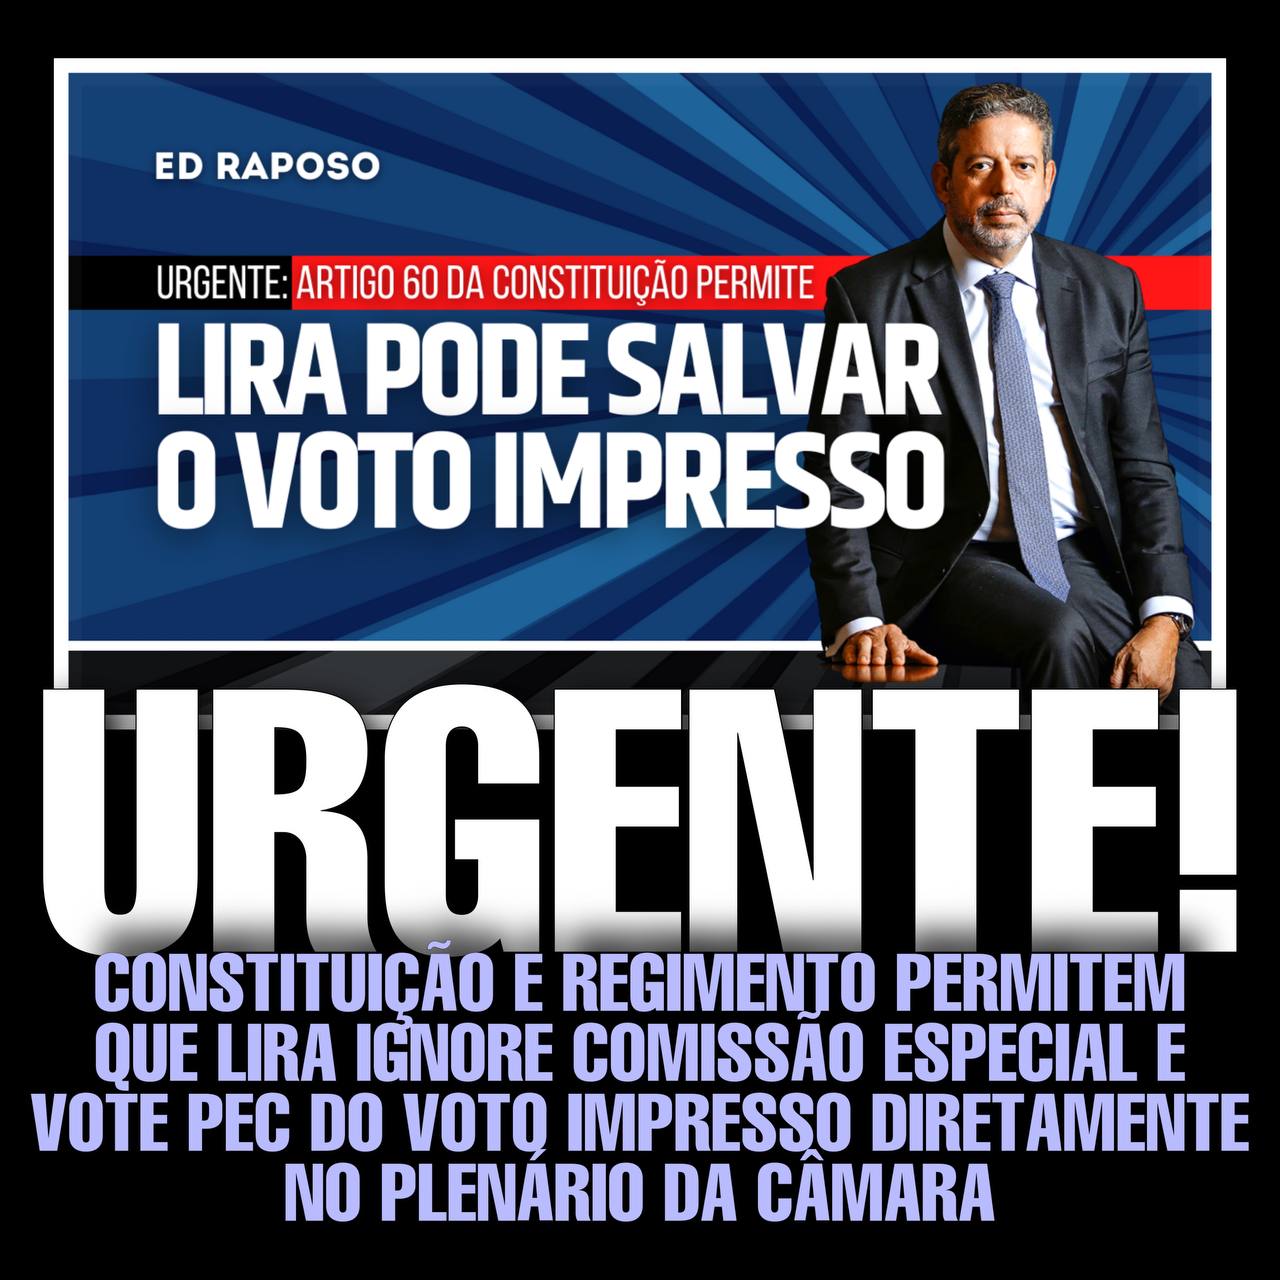 ED RAPOSO
URGENTE: ARTIGO 60 DA CONSTITUIÇÃO PERMITE
LIRA PODE SALVAR
O VOTO IMPRESSO
URGENTE!
CONSTITUIÇÃO E REGIMENTO PERMITEM
QUE LIRA IGNORE COMISSÃO ESPECIAL E
VOTE PEC DO VOTO IMPRESSO DIRETAMENTE
NO PLENÁRIO DA CÂMARA